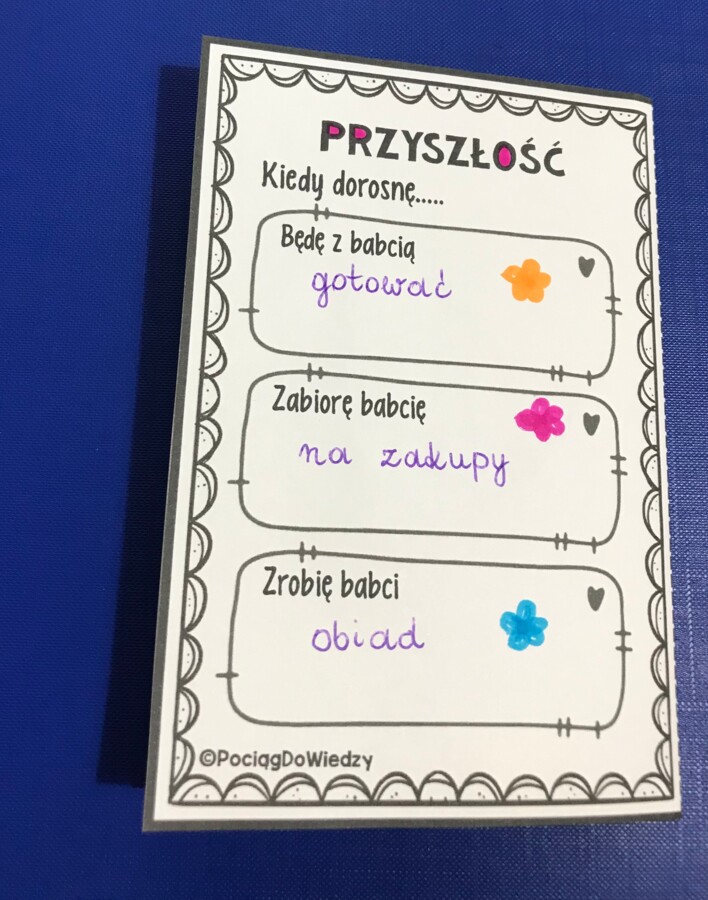 PRZYSZŁOŚĆ
Kiedy dorosnę.....
Będę z babcią
gotować
Zabiorę babcię
na zakupy
Zrobię babci
obiad
©PociągDoWiedzy